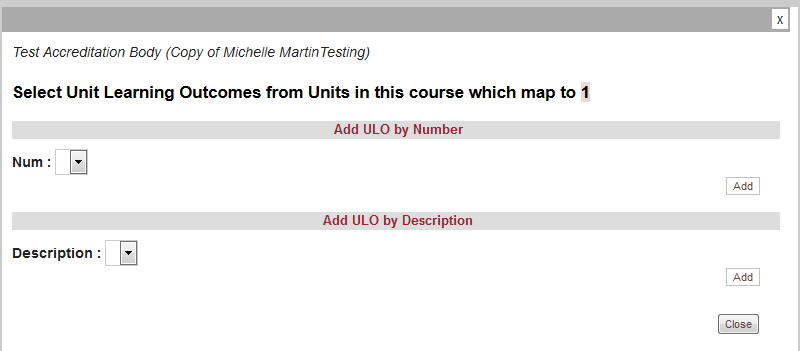 x
Test Accreditation Body (Copy of Michelle MartinTesting)
Select Unit Learning Outcomes from Units in this course which map to 1
Add ULO by Number
Num :
Add
Add ULO by Description
Description :
Add
Close